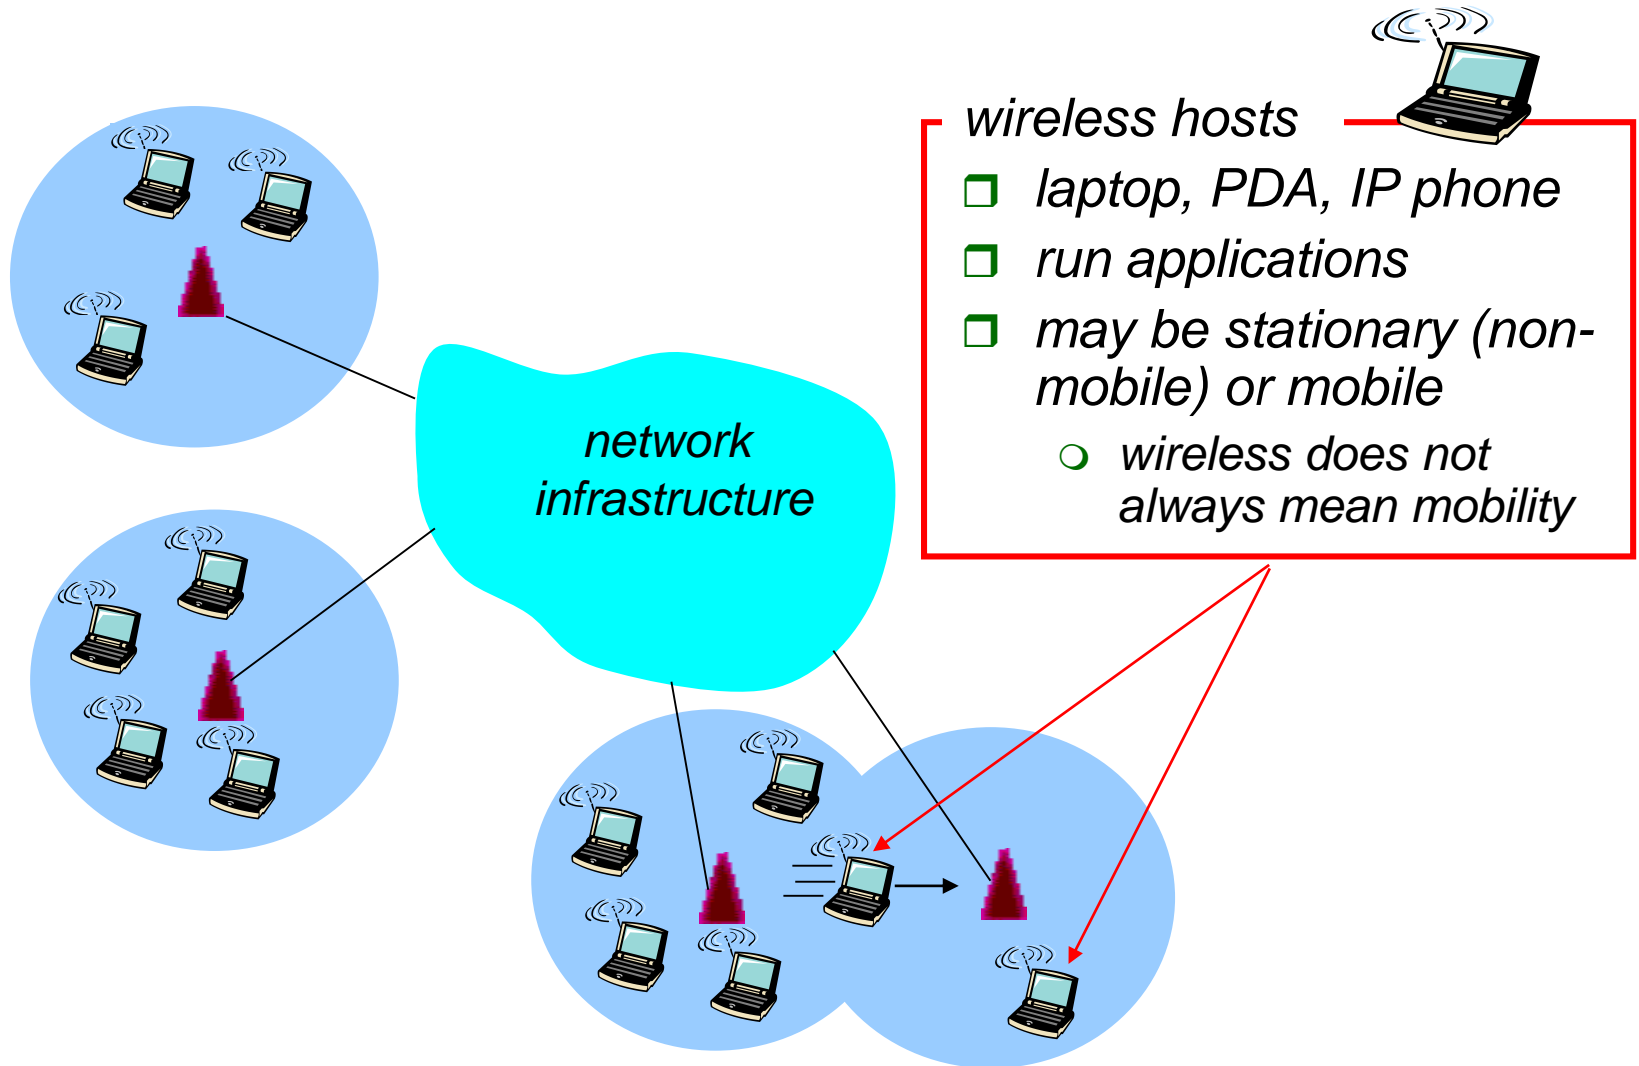 wireless hosts
laptop, PDA, IP phone
run applications
may be stationary (non-
mobile) or mobile
wireless does not
always mean mobility
network
infrastructure